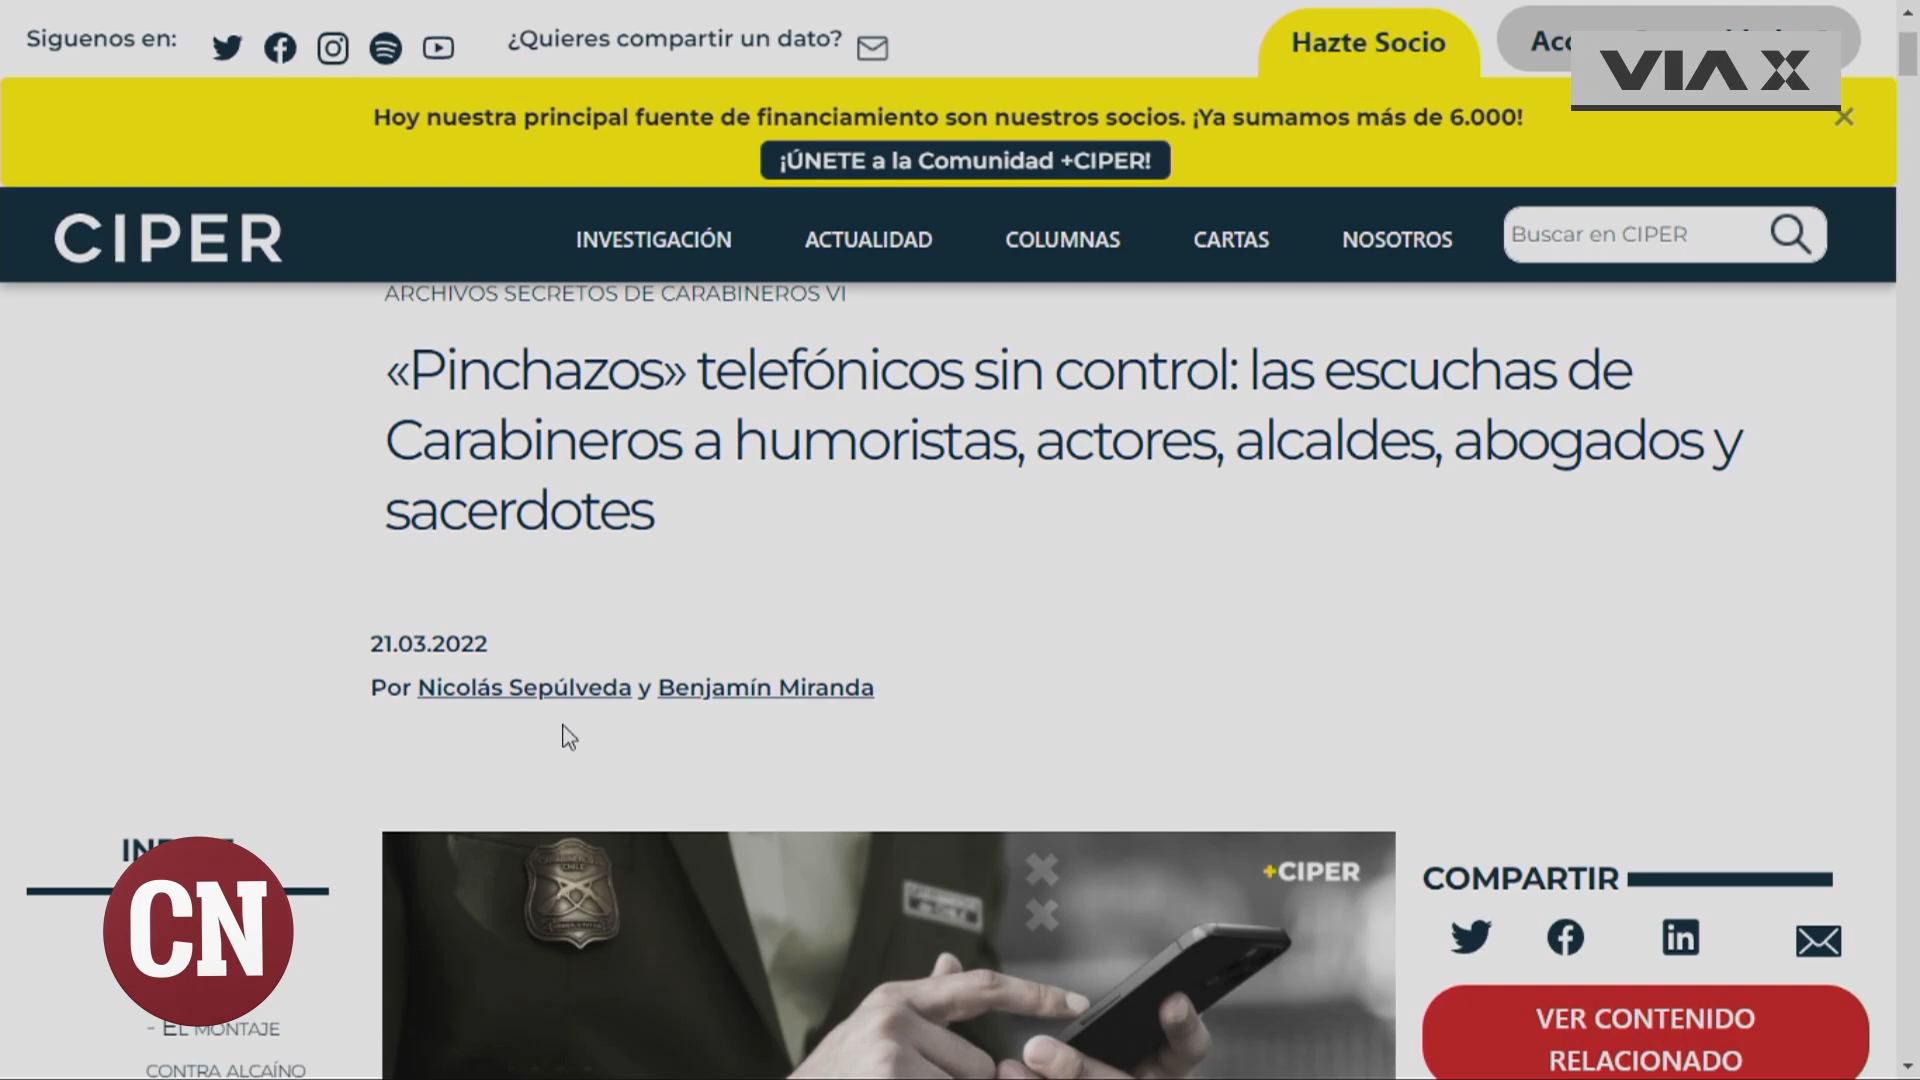 Siguenos en:
¿Quieres compartir un dato?
Hazte Socio
VIA X
Hoy nuestra principal fuente de financiamiento son nuestros socios. ¡Ya sumamos más de 6.000!
¡ÚNETE a la Comunidad +CIPER!
CIPER
INVESTIGACIÓN
ACTUALIDAD
COLUMNAS
CARTAS
NOSOTROS
Buscar en CIPER
ARCHIVOS SECRETOS DE CARABINEROS VI
«Pinchazos» telefónicos sin control: las escuchas de
Carabineros a humoristas, actores, alcaldes, abogados y
sacerdotes
21.03.2022
Por Nicolás Sepúlveda y Benjamín Miranda
CN
- EL MONTAJE
CONTRA ALCAÍNO
+CIPER
COMPARTIR
VER CONTENIDO
RELACIONADO